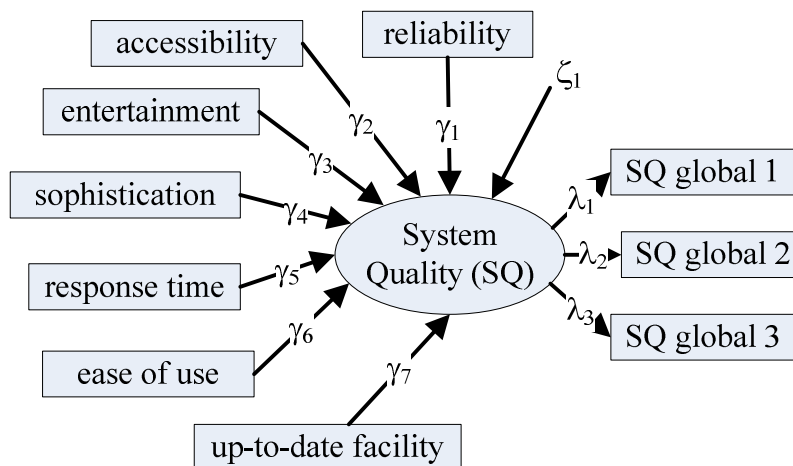 accessibility
reliability
ζ1
entertainment
γ2
γ1
γ3
sophistication
γ4
SQ global 1
λ1
System
Quality (SQ)
λ2
SQ global 2
response time
γ5
λ3
SQ global 3
γ6
ease of use
γ7
up-to-date facility